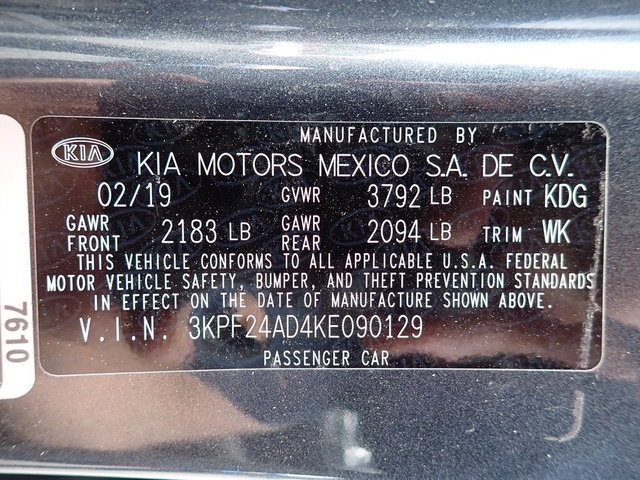 MANUFACTURED BY
KIA KIA MOTORS MEXICO S.A. DE C.V.
02/19 GVWR 3792 LB PAINT KDG
GAWR FRONT 2183 LB GAWR REAR 2094 LB TRIM WK
THIS VEHICLE CONFORMS TO ALL APPLICABLE U.S.A. FEDERAL
MOTOR VEHICLE SAFETY, BUMPER, AND THEFT PREVENTION STANDARDS
IN EFFECT ON THE DATE OF MANUFACTURE SHOWN ABOVE.
V.I.N. 3KPF24AD4KE090129
PASSENGER CAR
7610